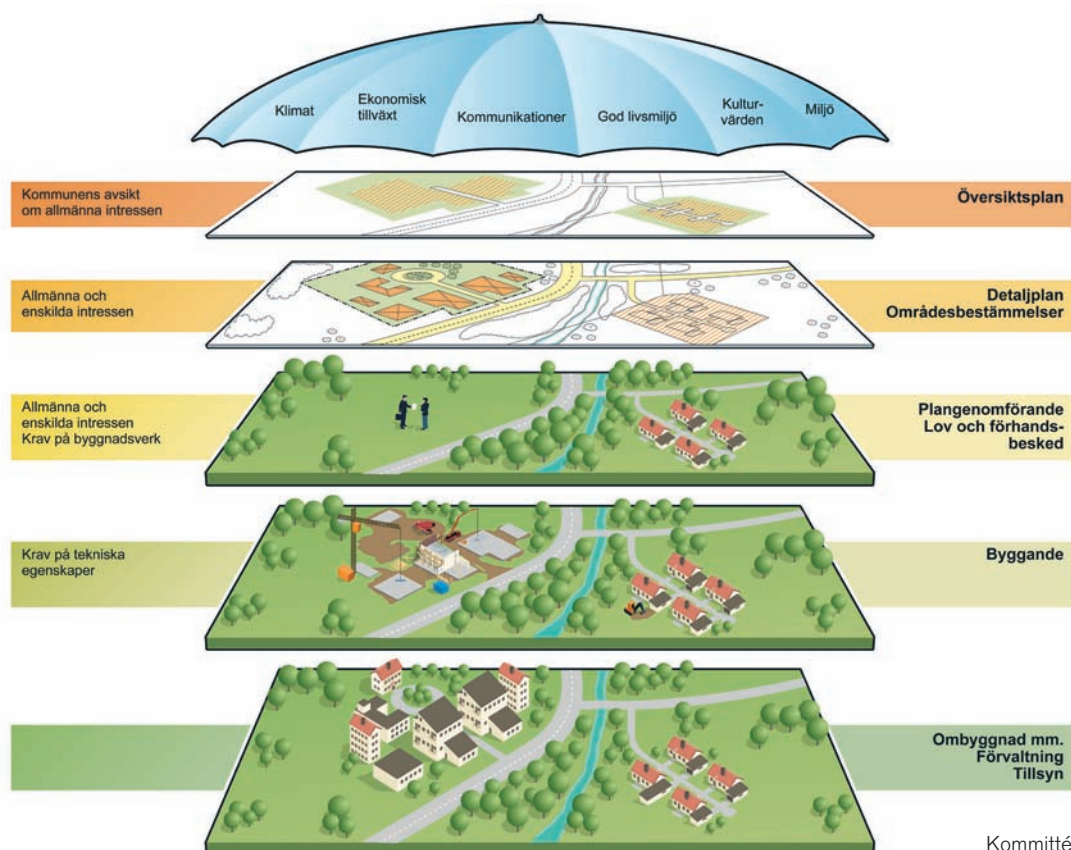 Klimat
Ekonomisk
tillväxt
Kommunikationer
God livsmiljö
Kultur-
värden
Miljö
Kommunens avsikt
om allmänna intressen
Översiktsplan
Allmänna och
enskilda intressen
Detaljplan
Områdesbestämmelser
Allmänna och
enskilda intressen
Krav på byggnadsverk
Plangenomförande
Lov och förhands-
besked
Krav på tekniska
egenskaper
Byggande
Ombyggnad mm.
Förvaltning
Tillsyn
Kommitté